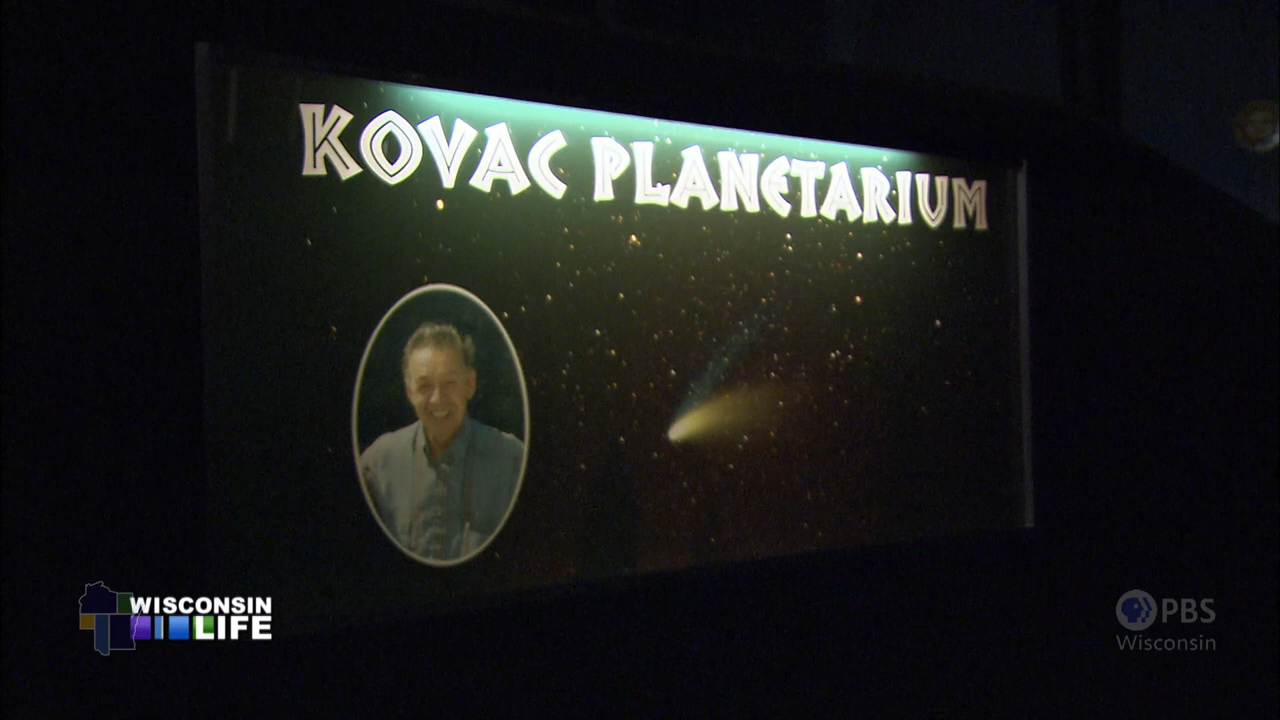 KOVAC PLANETARIUM
WISCONSIN
LIFE
PBS
Wisconsin